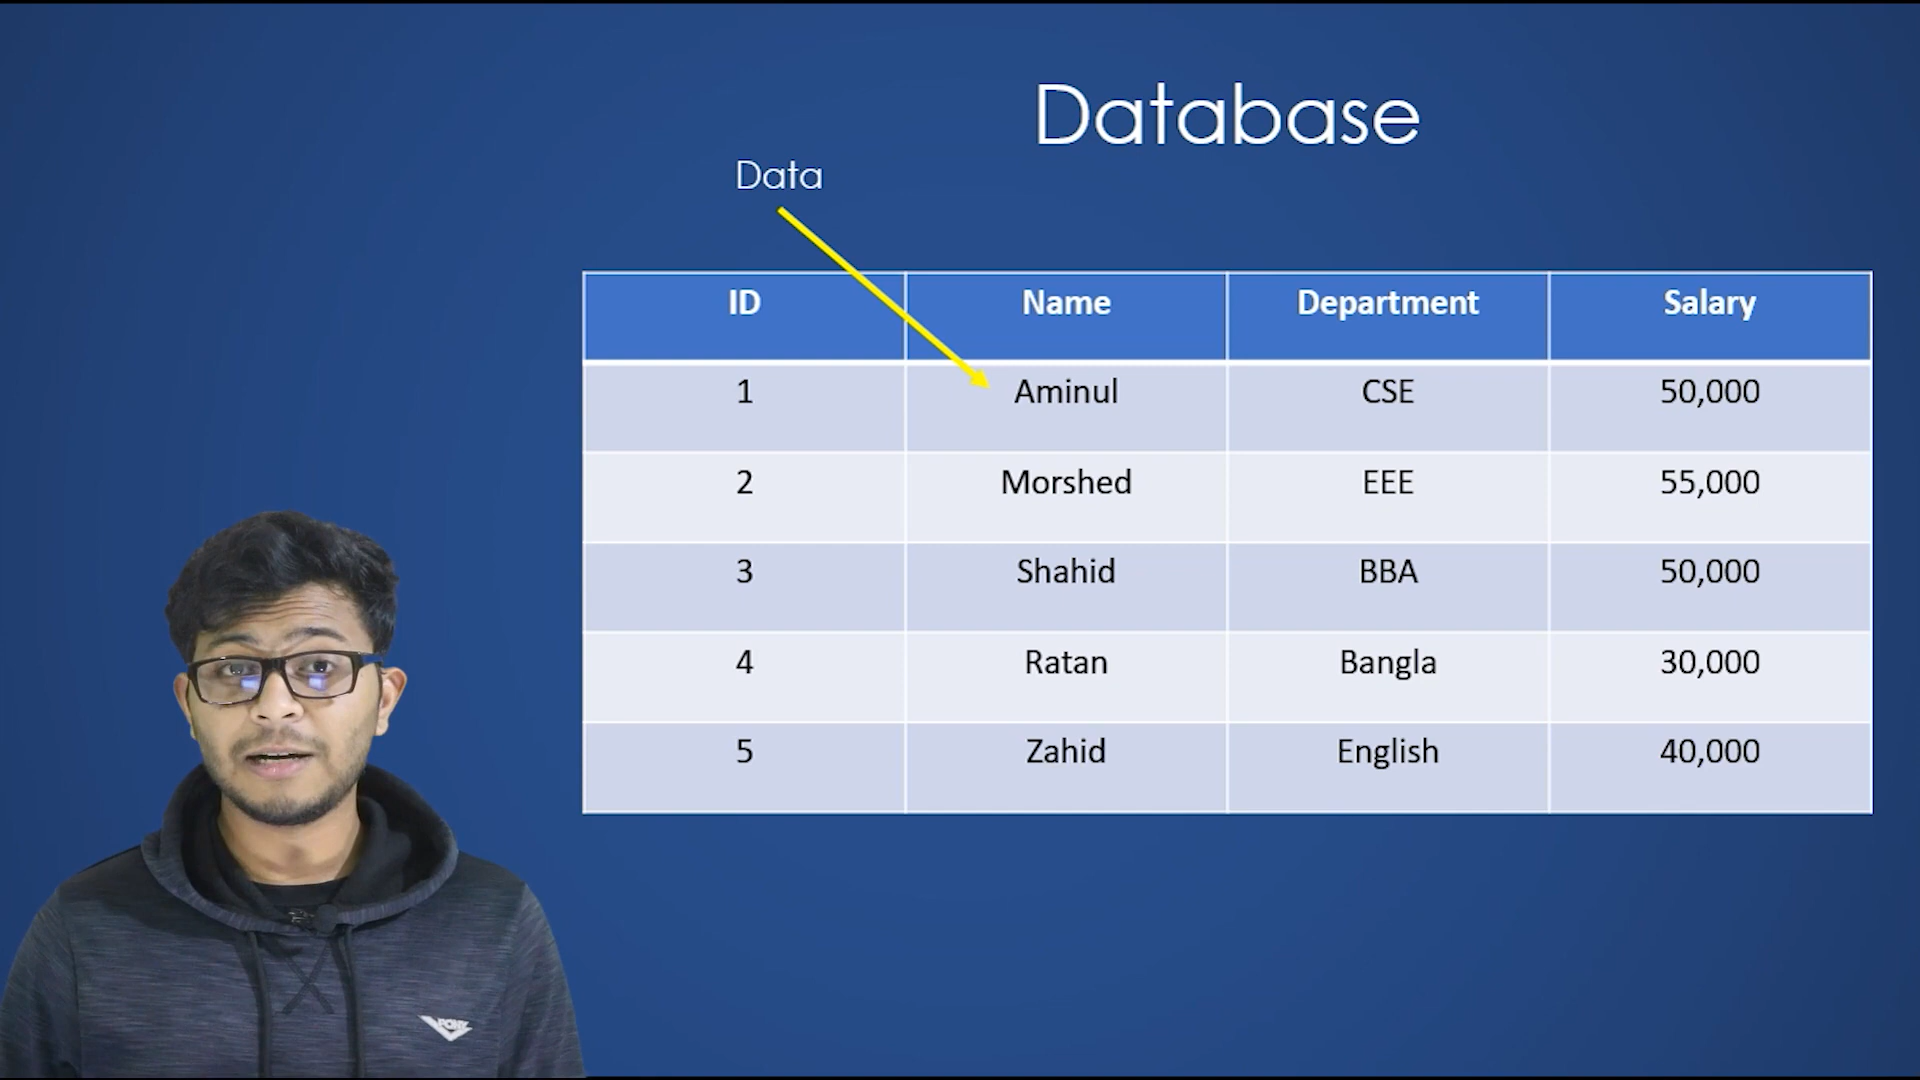 Database
Data
ID Name Department Salary
1 Aminul CSE 50,000
2 Morshed EEE 55,000
3 Shahid BBA 50,000
4 Ratan Bangla 30,000
5 Zahid English 40,000
PONY